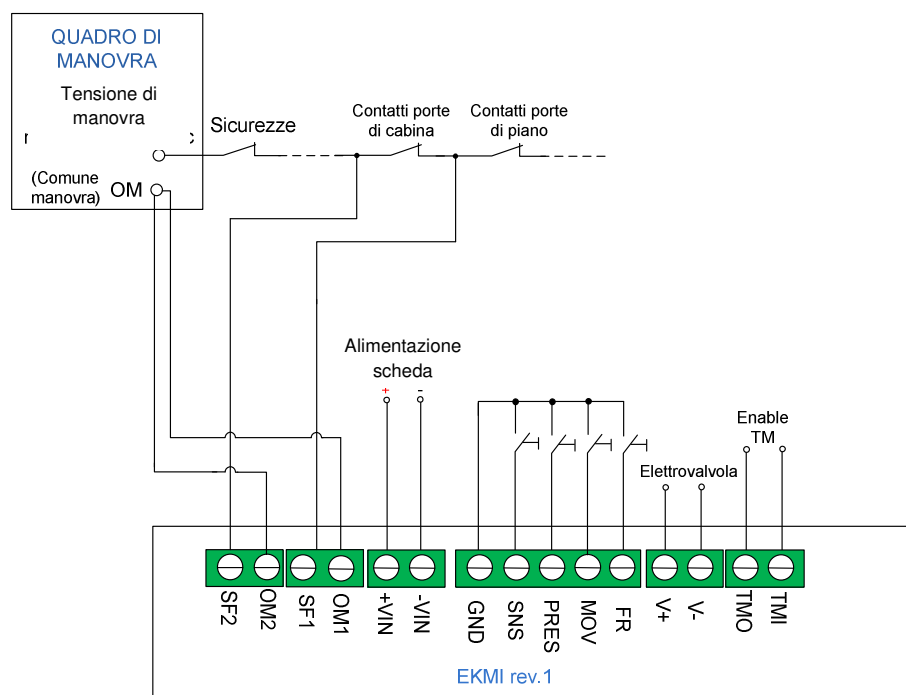 QUADRO DI
MANOVRA
Tensione di
manovra
Sicurezze
Contatti porte
di cabina
Contatti porte
di piano
(Comune
manovra)
OM
Alimentazione
scheda
+
-
Enable
TM
Elettrovalvola
SF2
OM2
SF1
OM1
+VIN
-VIN
GND
SNS
PRES
MOV
FR
V+
V-
TMO
TMI
EKMI rev.1